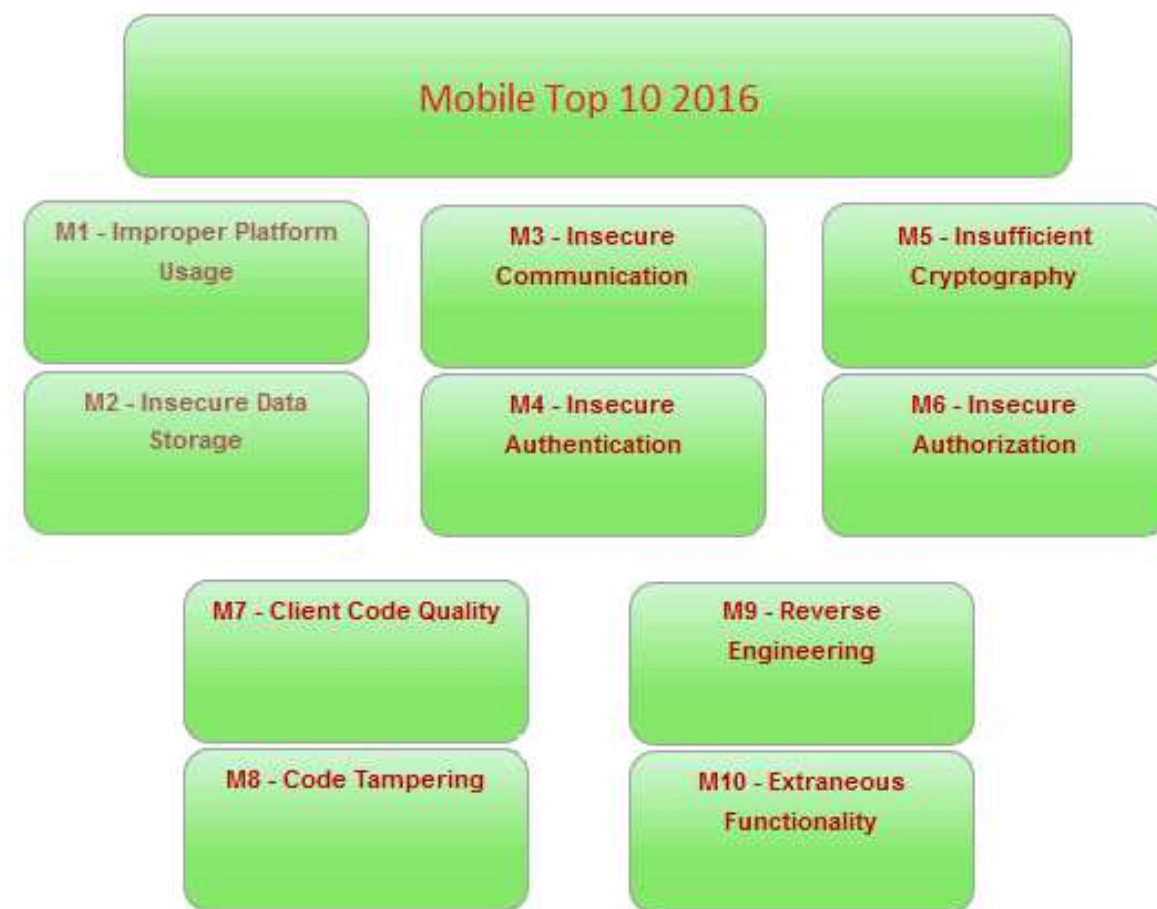 Mobile Top 10 2016
M1 - Improper Platform
Usage
M2 - Insecure Data
Storage
M3 - Insecure
Communication
M4 - Insecure
Authentication
M5 - Insufficient
Cryptography
M6 - Insecure
Authorization
M7 - Client Code Quality
M8 - Code Tampering
M9 - Reverse
Engineering
M10 - Extraneous
Functionality